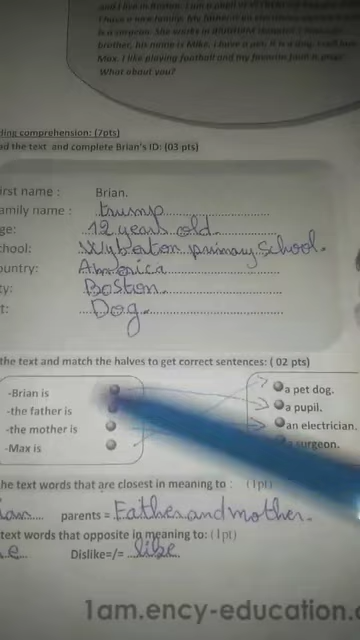 and I live in Boston. I am a pupil in
I have a nice family. My father is an
is a surgeon. She works in
brother, his name is Mike. I have a pet. It is a dog,
Max. I like playing football and my favorite food is
What about you?
ding comprehension: (7pts)
ad the text and complete Brian's ID: (03 pts)
irst name : Brian.
amily name : trump
ge: 12 years old.
chool: Wyberton primary School.
ountry: America
ty: Boston
t: Dog
the text and match the halves to get correct sentences: ( 02 pts)
-Brian is
-the father is
-the mother is
-Max is
a pet dog.
a pupil.
an electrician.
surgeon.
he text words that are closest in meaning to : (1pt)
parents = Father and mother.
text words that opposite in meaning to: (1pt)
e Dislike=/= like
1am.ency-education.